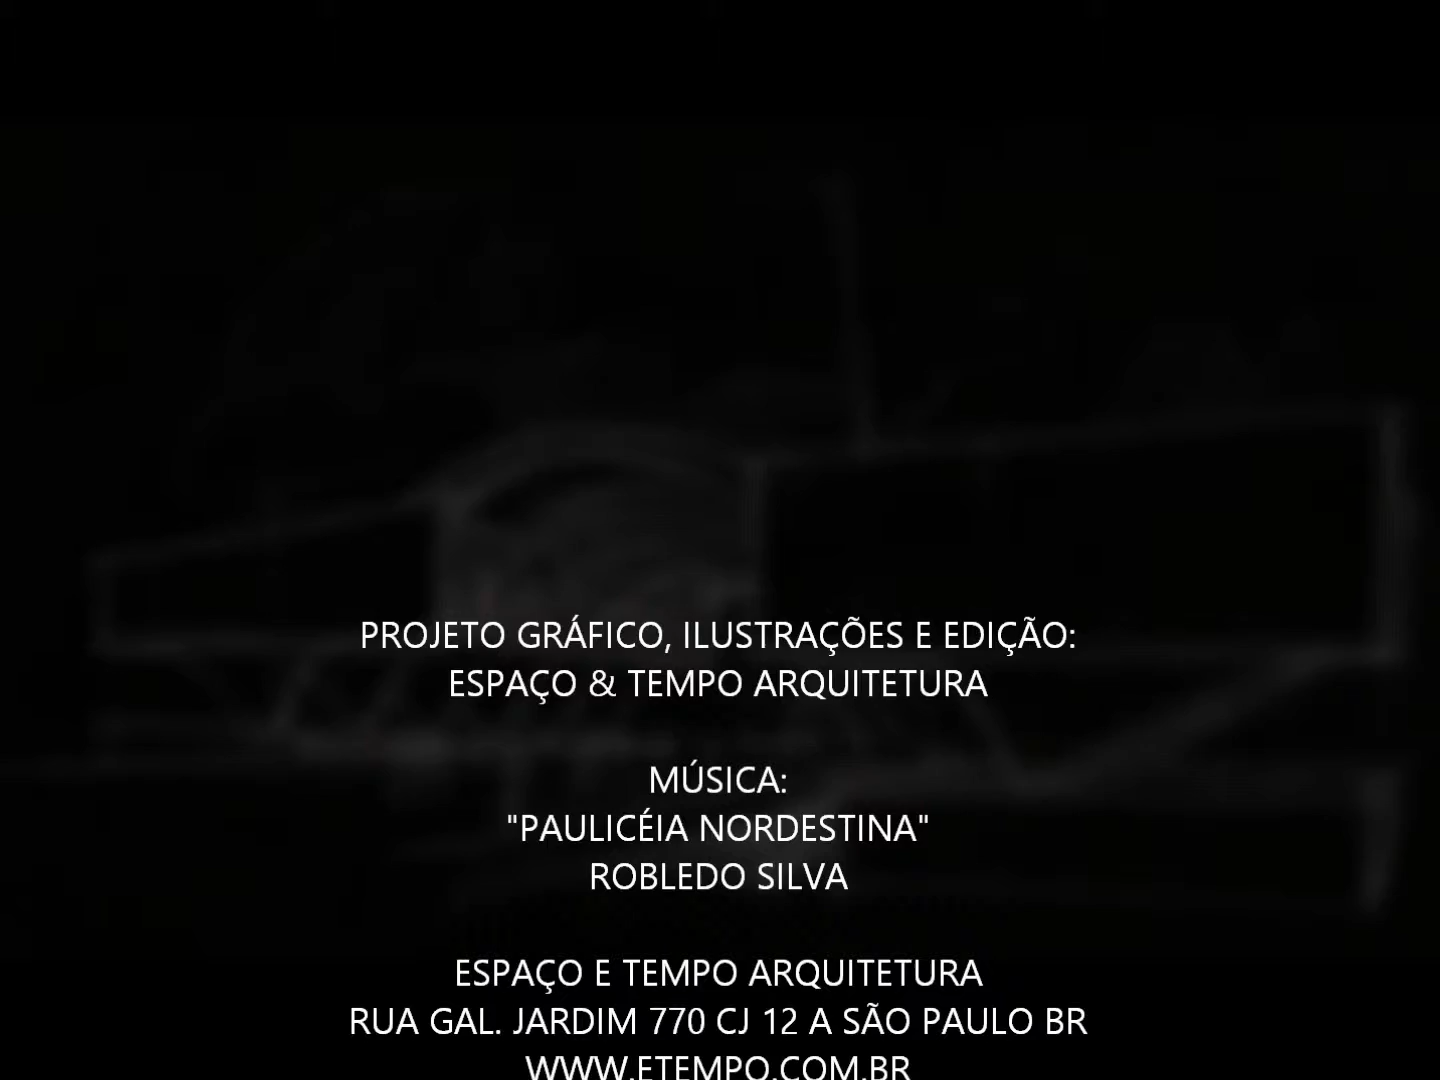 PROJETO GRÁFICO, ILUSTRAÇÕES E EDIÇÃO:
ESPAÇO & TEMPO ARQUITETURA
MÚSICA:
"PAULICÉIA NORDESTINA"
ROBLEDO SILVA
ESPAÇO E TEMPO ARQUITETURA
RUA GAL. JARDIM 770 CJ 12 A SÃO PAULO BR
WWW.ETEMPO.COM.BR